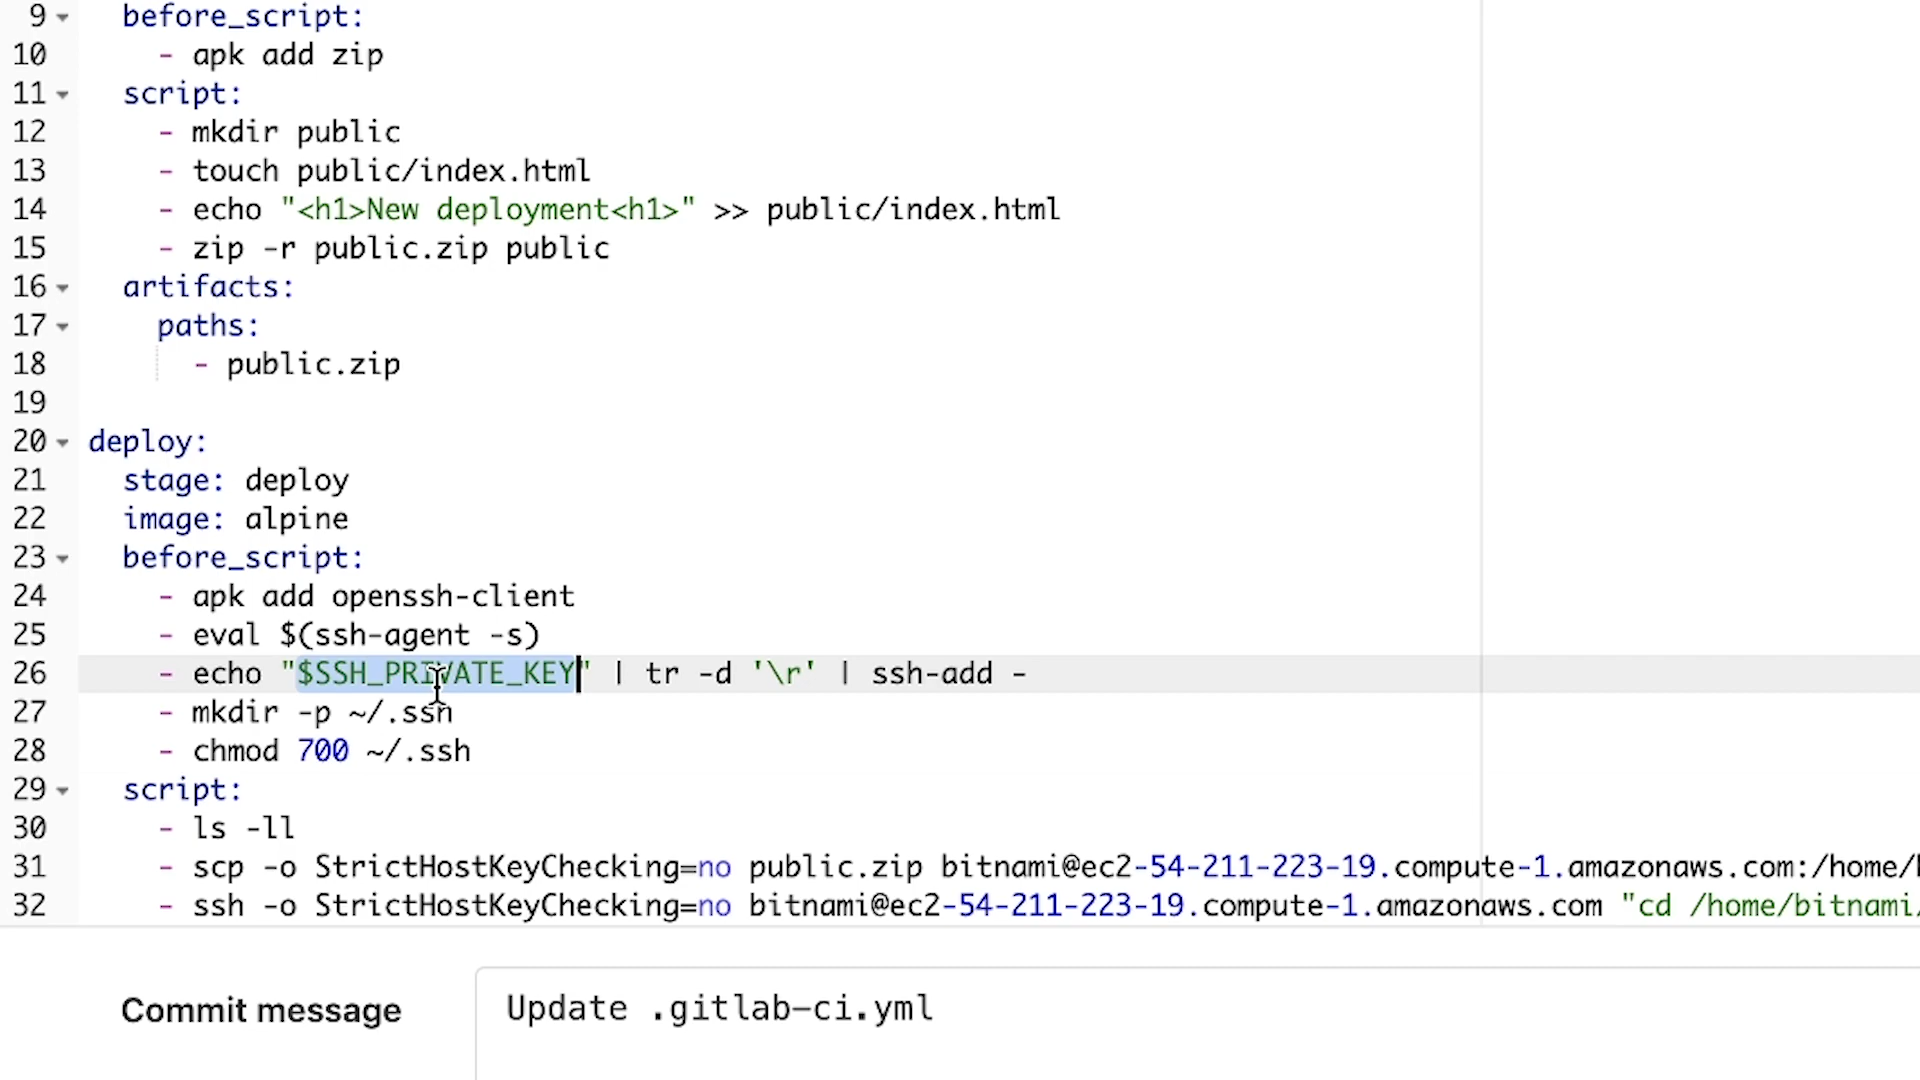 9 before_script:
10 - apk add zip
11 script:
12 - mkdir public
13 - touch public/index.html
14 - echo "<h1>New deployment<h1>" >> public/index.html
15 - zip -r public.zip public
16 artifacts:
17 paths:
18 - public.zip
19
20 deploy:
21 stage: deploy
22 image: alpine
23 before_script:
24 - apk add openssh-client
25 - eval $(ssh-agent -s)
26 - echo "$SSH_PRIVATE_KEY" | tr -d '\r' | ssh-add -
27 - mkdir -p ~/.ssh
28 - chmod 700 ~/.ssh
29 script:
30 - ls -ll
31 - scp -o StrictHostKeyChecking=no public.zip bitnami@ec2-54-211-223-19.compute-1.amazonaws.com:/home/
32 - ssh -o StrictHostKeyChecking=no bitnami@ec2-54-211-223-19.compute-1.amazonaws.com "cd /home/bitnami/
Commit message
Update .gitlab-ci.yml